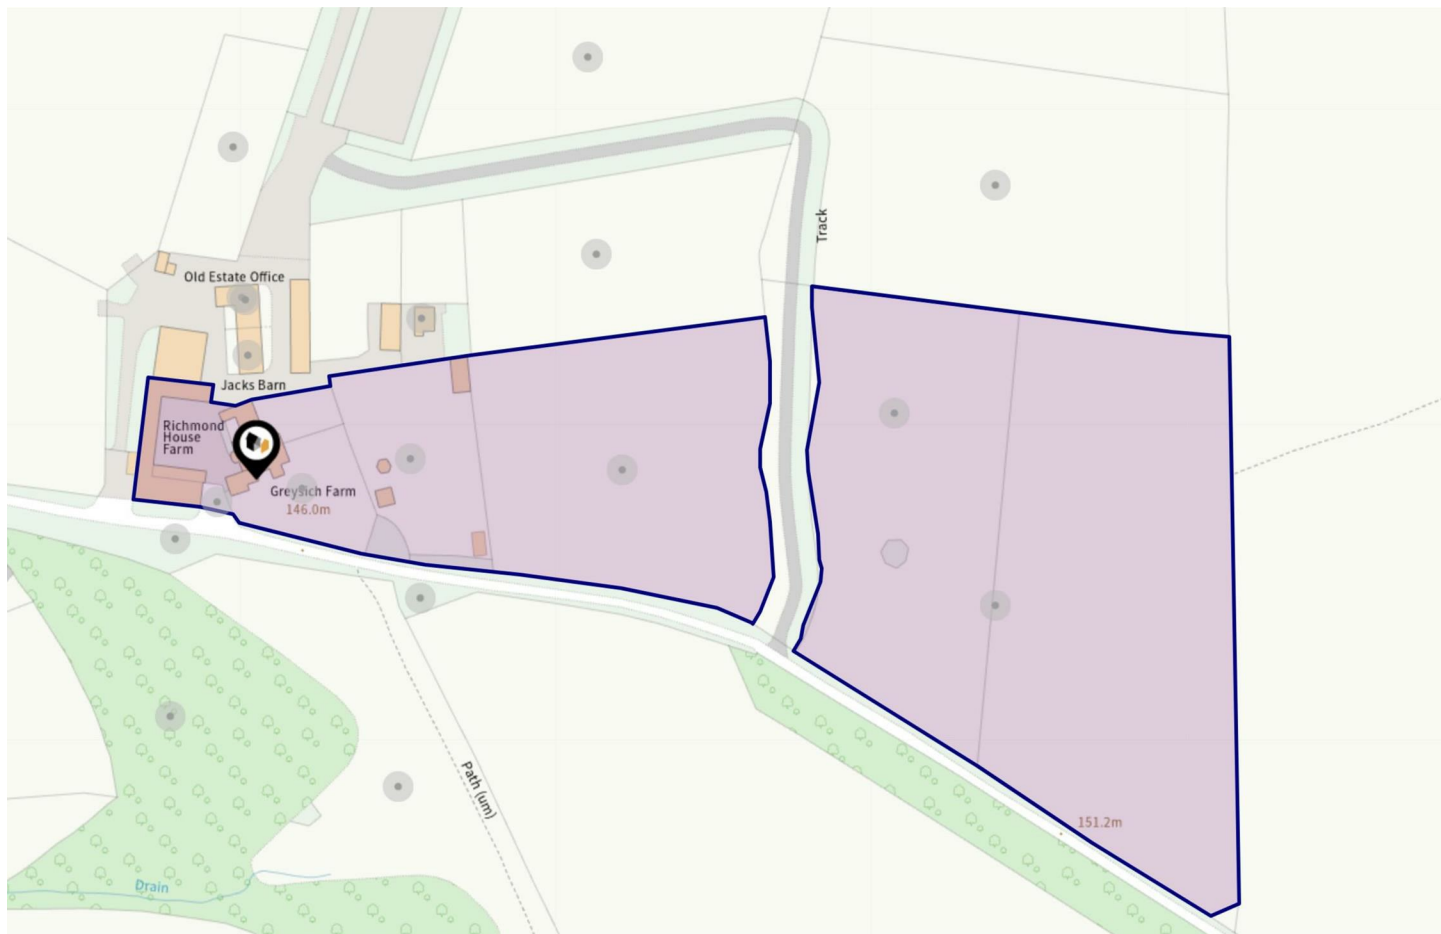 Track
Old Estate Office
Jacks Barn
Richmond
House
Farm
Greysich Farm
146.0m
Path (um)
151.2m
Drain